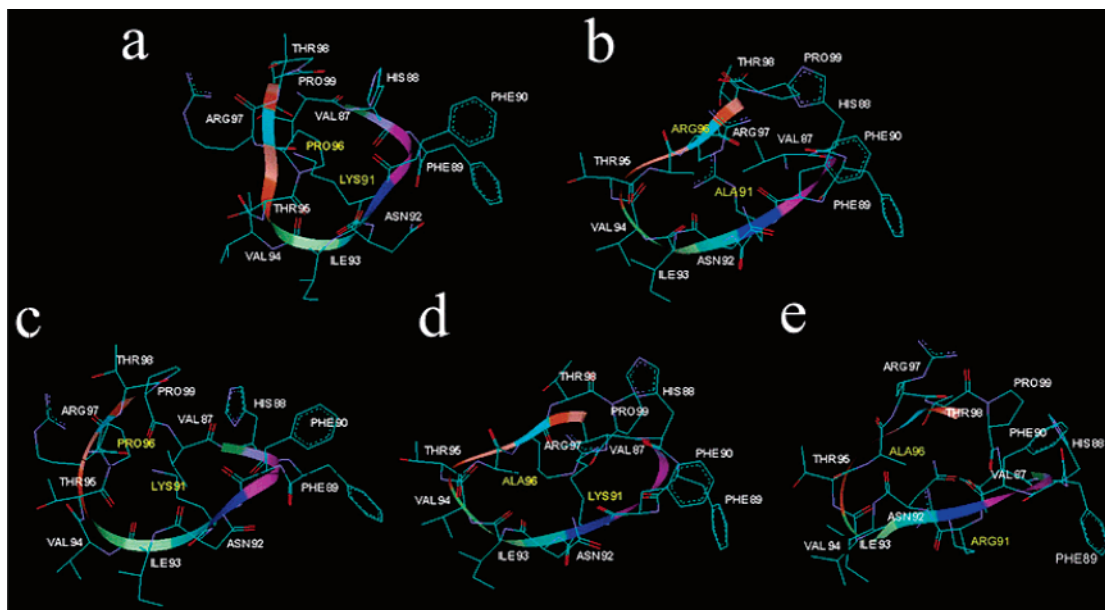 a
THR98
PRO99
HIS88
PHE90
ARG97
VAL87
PRO96
PHE89
LYS91
THR95
ASN92
VAL94
ILE93
b
THR98
PRO99
HIS88
ARG96
ARG97
VAL87
PHE90
THR95
ALA91
PHE89
VAL94
ASN92
ILE93
c
THR98
HIS88
ARG97
VAL87
PHE90
PRO96
THR95
LYS91
PHE89
VAL94
ASN92
ILE93
d
THR98
HIS88
PRO99
ARG97
VAL87
PHE90
THR95
ALA96
LYS91
PHE89
VAL94
ILE93
ASN92
e
ARG97
PRO99
THR98
PHE90
HIS88
ALA96
THR95
VAL87
ASN92
VAL94
ILE93
ARG91
PHE89
PRO99